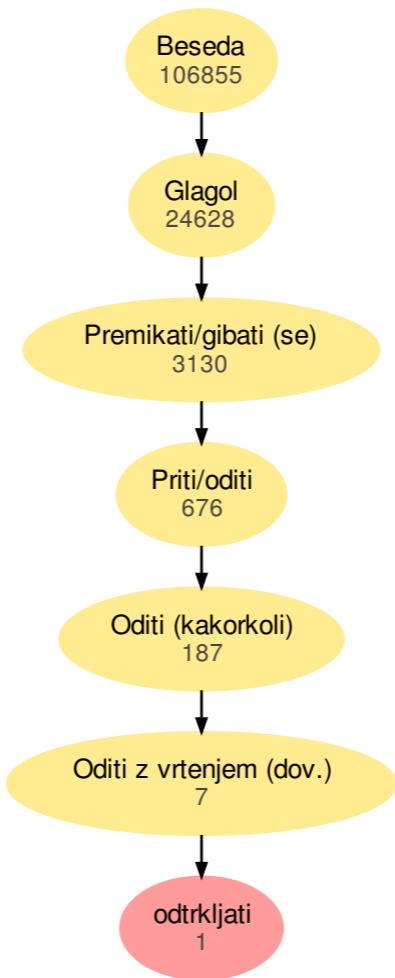 Beseda
106855
Glagol
24628
Premikati/gibati (se)
3130
Priti/oditi
676
Oditi (kakorkoli)
187
Oditi z vrtenjem (dov.)
7
odtrkljati
1